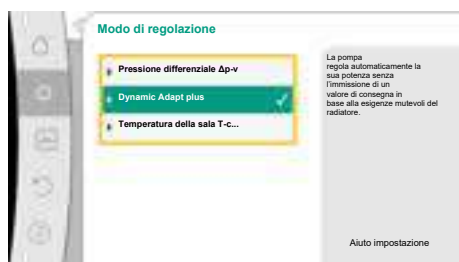 Modo di regolazione
Pressione differenziale Δp-v
Dynamic Adapt plus
Temperatura della sala T-c...
La pompa
regola automaticamente la
sua potenza senza
l'immissione di un
valore di consegna in
base alla esigenze mutevoli del
radiatore.
Aiuto impostazione